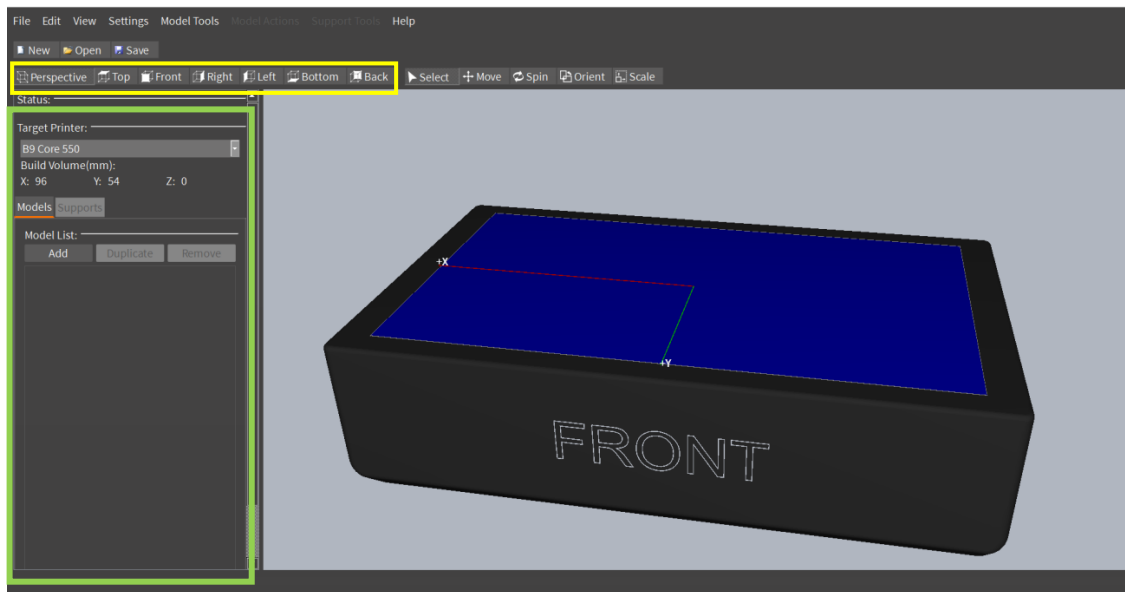 File Edit View Settings Model Tools Model Actions Support Tools Help
New Open Save
Perspective Top Front Right Left Bottom Back Select Move Spin Orient Scale
Status:
Target Printer:
B9 Core 550
Build Volume(mm):
X: 96 Y: 54 Z: 0
Models Supports
Model List:
Add Duplicate Remove
+X
+Y
FRONT